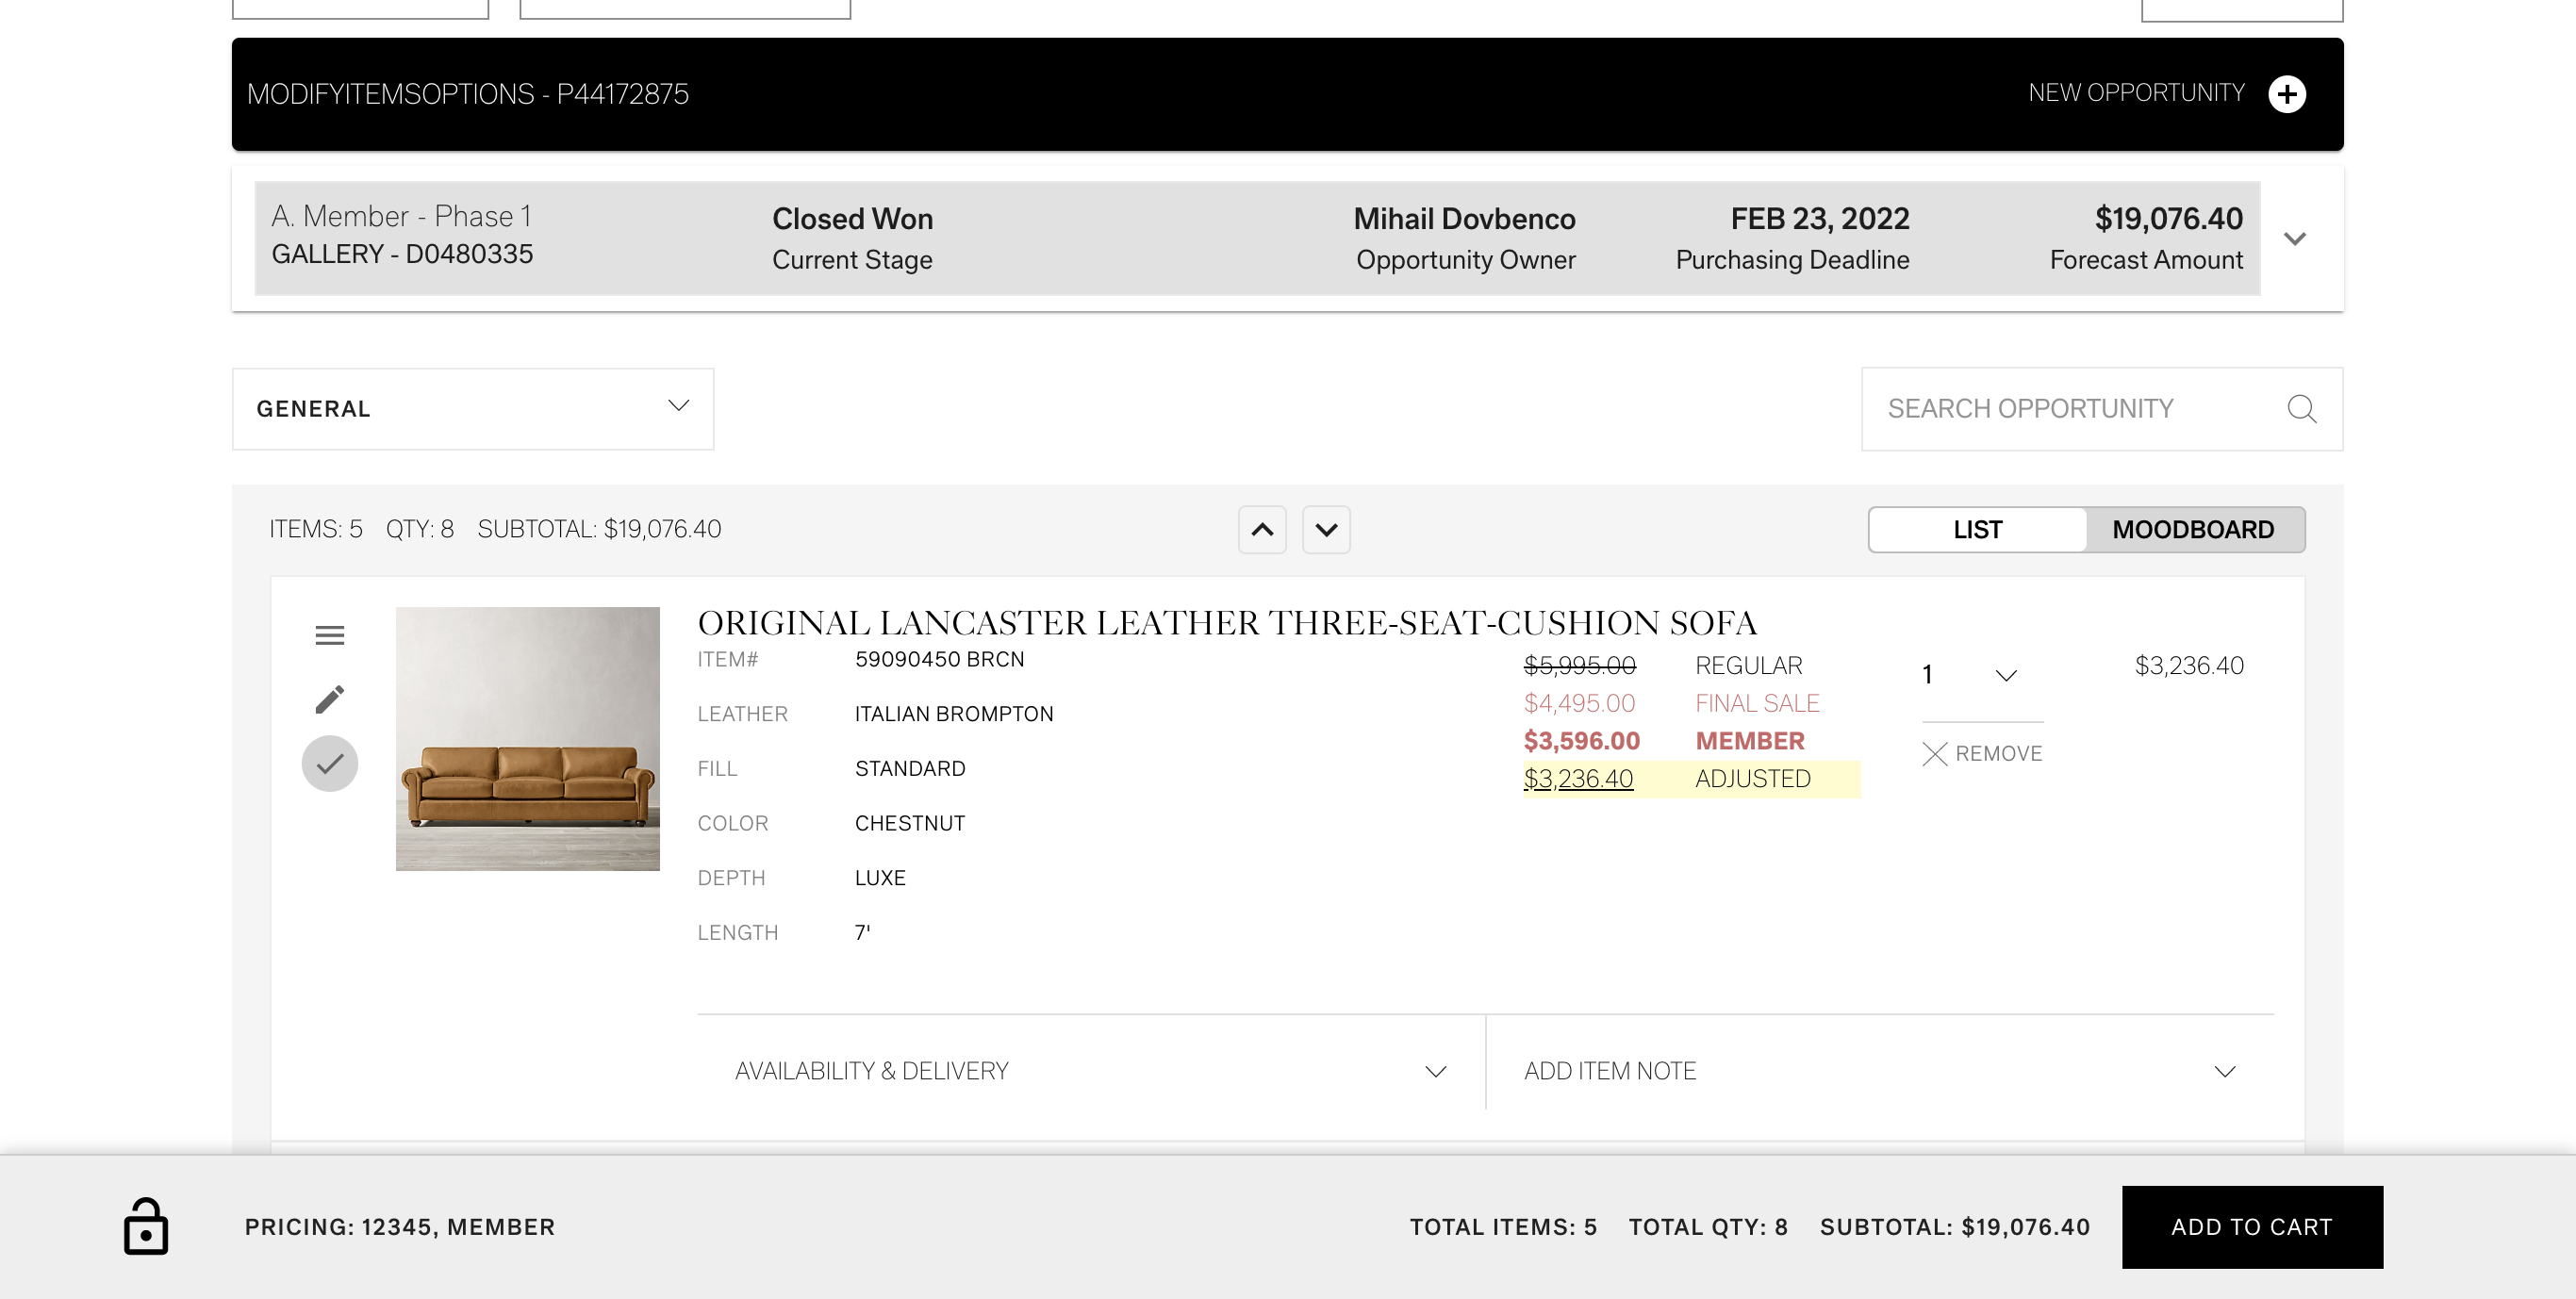 MODIFYITEMSOPTIONS - P44172875
NEW OPPORTUNITY
A. Member - Phase 1
GALLERY - D0480335
Closed Won
Current Stage
Mihail Dovbenco
Opportunity Owner
FEB 23, 2022
Purchasing Deadline
$19,076.40
Forecast Amount
GENERAL
SEARCH OPPORTUNITY
ITEMS: 5 QTY: 8 SUBTOTAL: $19,076.40
LIST
MOODBOARD
ORIGINAL LANCASTER LEATHER THREE-SEAT-CUSHION SOFA
ITEM# 59090450 BRCN
LEATHER ITALIAN BROMPTON
FILL STANDARD
COLOR CHESTNUT
DEPTH LUXE
LENGTH 7'
$5,995.00 REGULAR
$4,495.00 FINAL SALE
$3,596.00 MEMBER
$3,236.40 ADJUSTED
1
REMOVE
$3,236.40
AVAILABILITY & DELIVERY
ADD ITEM NOTE
PRICING: 12345, MEMBER
TOTAL ITEMS: 5 TOTAL QTY: 8 SUBTOTAL: $19,076.40
ADD TO CART